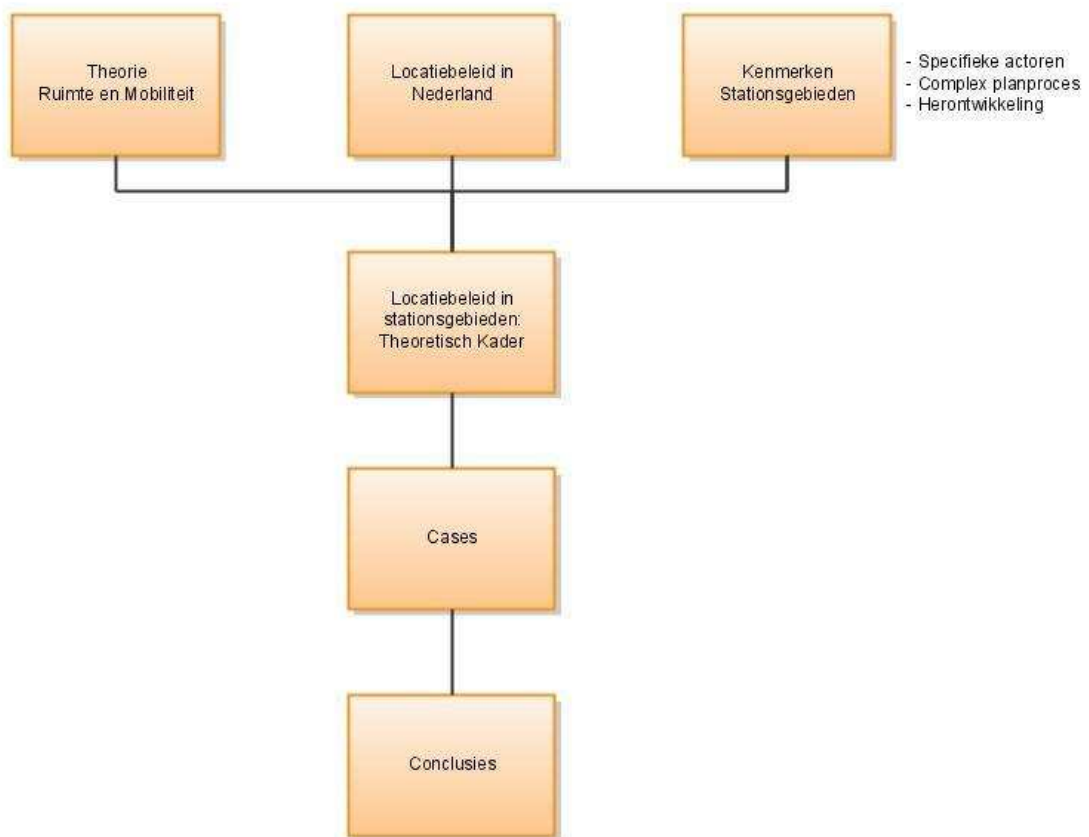 Theorie
Ruimte en Mobiliteit
Locatiebeleid in
Nederland
Kenmerken
Stationsgebieden
- Specifieke actoren
- Complex planproces
- Herontwikkeling
Locatiebeleid in
stationsgebieden:
Theoretisch Kader
Cases
Conclusies